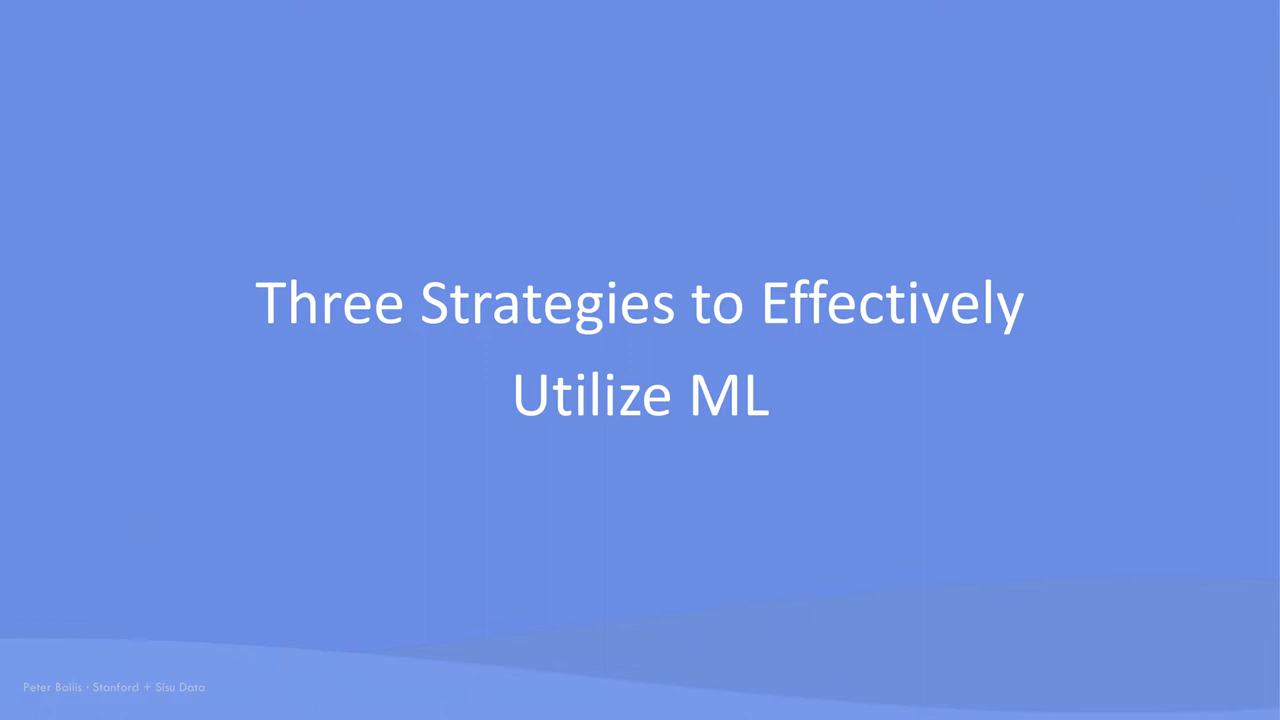 Three Strategies to Effectively
Utilize ML
Peter Bailis · Stanford + Sisu Data